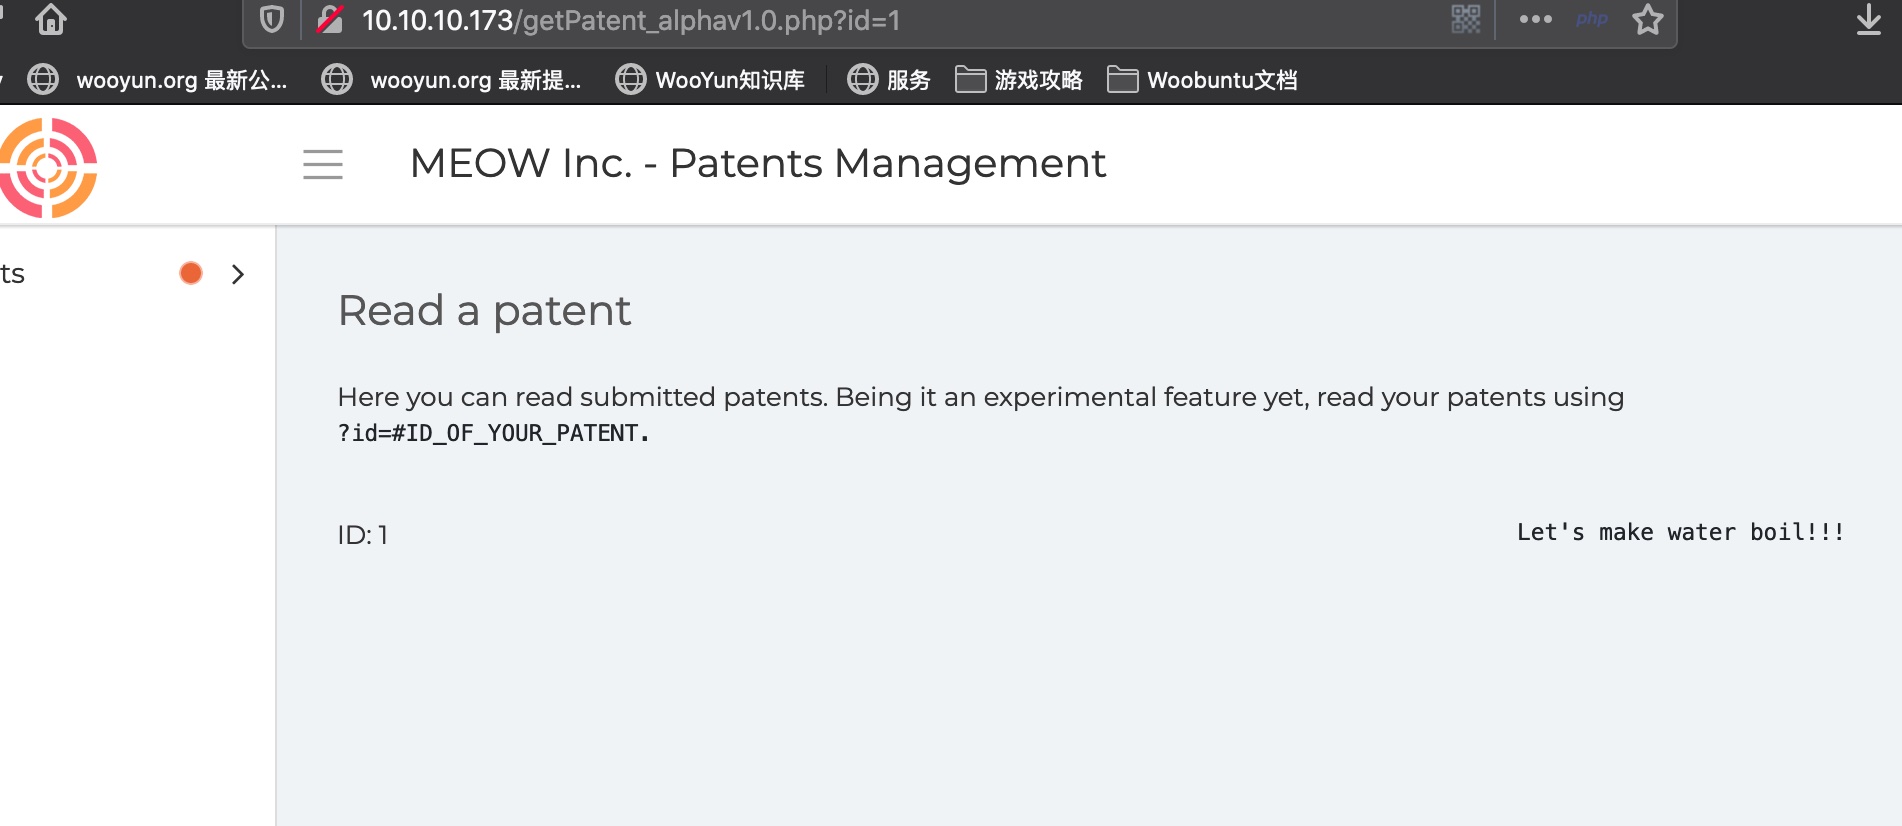 10.10.10.173/getPatent_alphav1.0.php?id=1
php
wooyun.org 最新公...
wooyun.org 最新提...
WooYun知识库
服务
游戏攻略
Woobuntu文档
MEOW Inc. - Patents Management
ts
Read a patent
Here you can read submitted patents. Being it an experimental feature yet, read your patents using
?id=#ID_OF_YOUR_PATENT.
ID: 1
Let's make water boil!!!